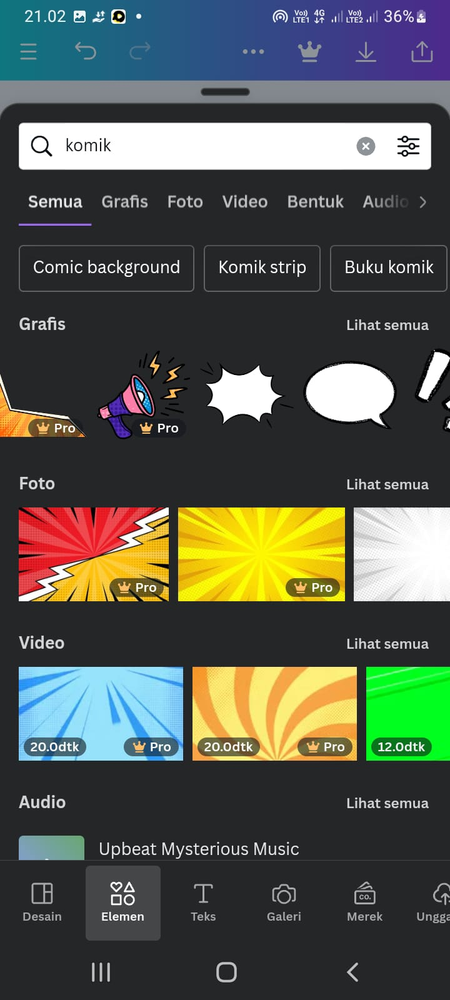 21.02
Vo)) LTE1 4G Vo)) LTE2 36%
komik
Semua Grafis Foto Video Bentuk Audio
Comic background Komik strip Buku komik
Grafis Lihat semua
Pro Pro
Foto Lihat semua
Pro Pro
Video Lihat semua
20.0dtk Pro 20.0dtk Pro 12.0dtk
Audio Lihat semua
Upbeat Mysterious Music
co.
Desain Elemen Teks Galeri Merek Ungga